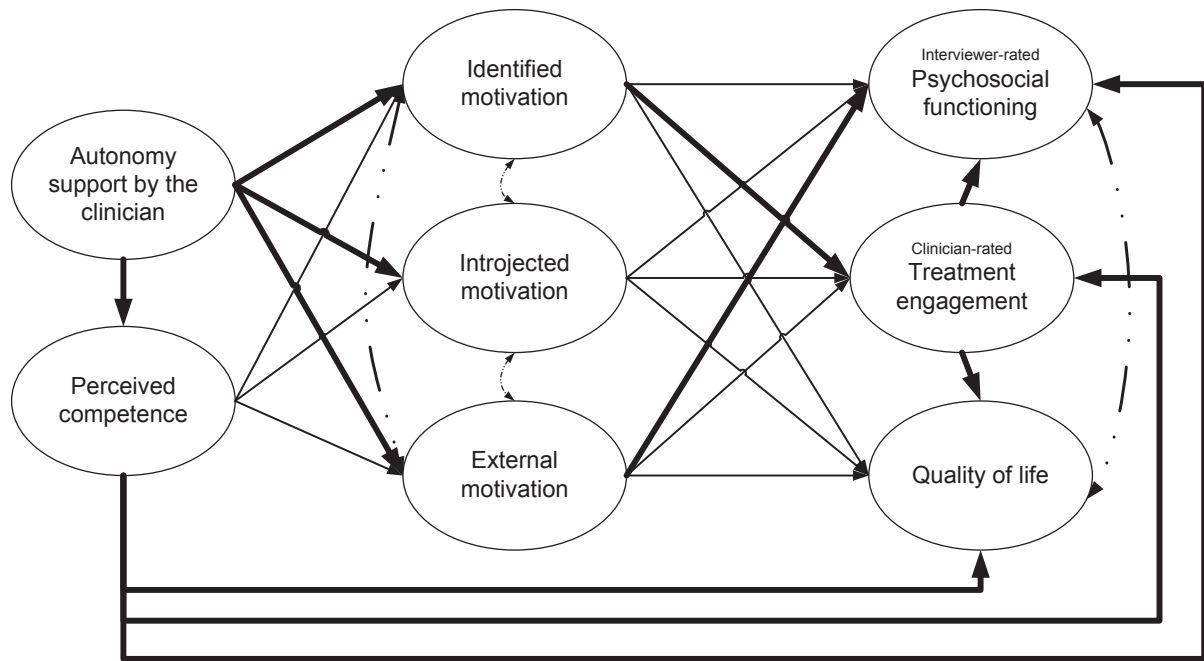 Autonomy
support by the
clinician
Perceived
competence
Identified
motivation
Introjected
motivation
External
motivation
Interviewer-rated
Psychosocial
functioning
Clinician-rated
Treatment
engagement
Quality of life